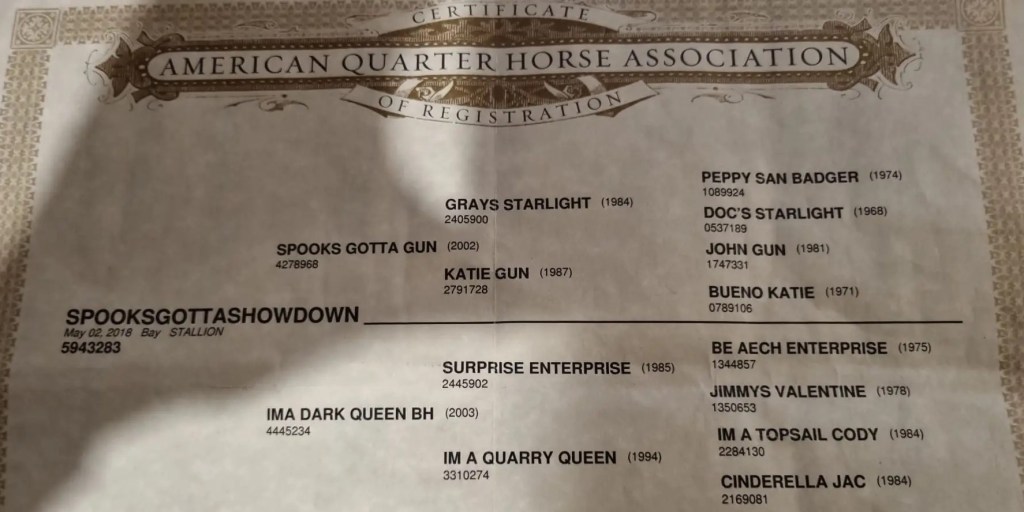 CERTIFICATE
AMERICAN QUARTER HORSE ASSOCIATION
OF REGISTRATION
PEPPY SAN BADGER (1974)
1089924
GRAYS STARLIGHT (1984)
2405900
DOC'S STARLIGHT (1968)
0537189
SPOOKS GOTTA GUN (2002)
4278968
JOHN GUN (1981)
1747331
KATIE GUN (1987)
2791728
BUENO KATIE (1971)
0789106
SPOOKSGOTTASHOWDOWN
May 02, 2018 Bay STALLION
5943283
BE AECH ENTERPRISE (1975)
1344857
SURPRISE ENTERPRISE (1985)
2445902
JIMMYS VALENTINE (1978)
1350653
IMA DARK QUEEN BH (2003)
4445234
IM A TOPSAIL CODY (1984)
2284130
IM A QUARRY QUEEN (1994)
3310274
CINDERELLA JAC (1984)
2169081